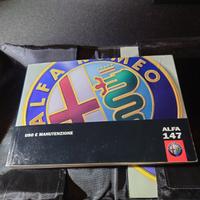 ALFA ROMEO
USO E MANUTENZIONE
ALFA
147